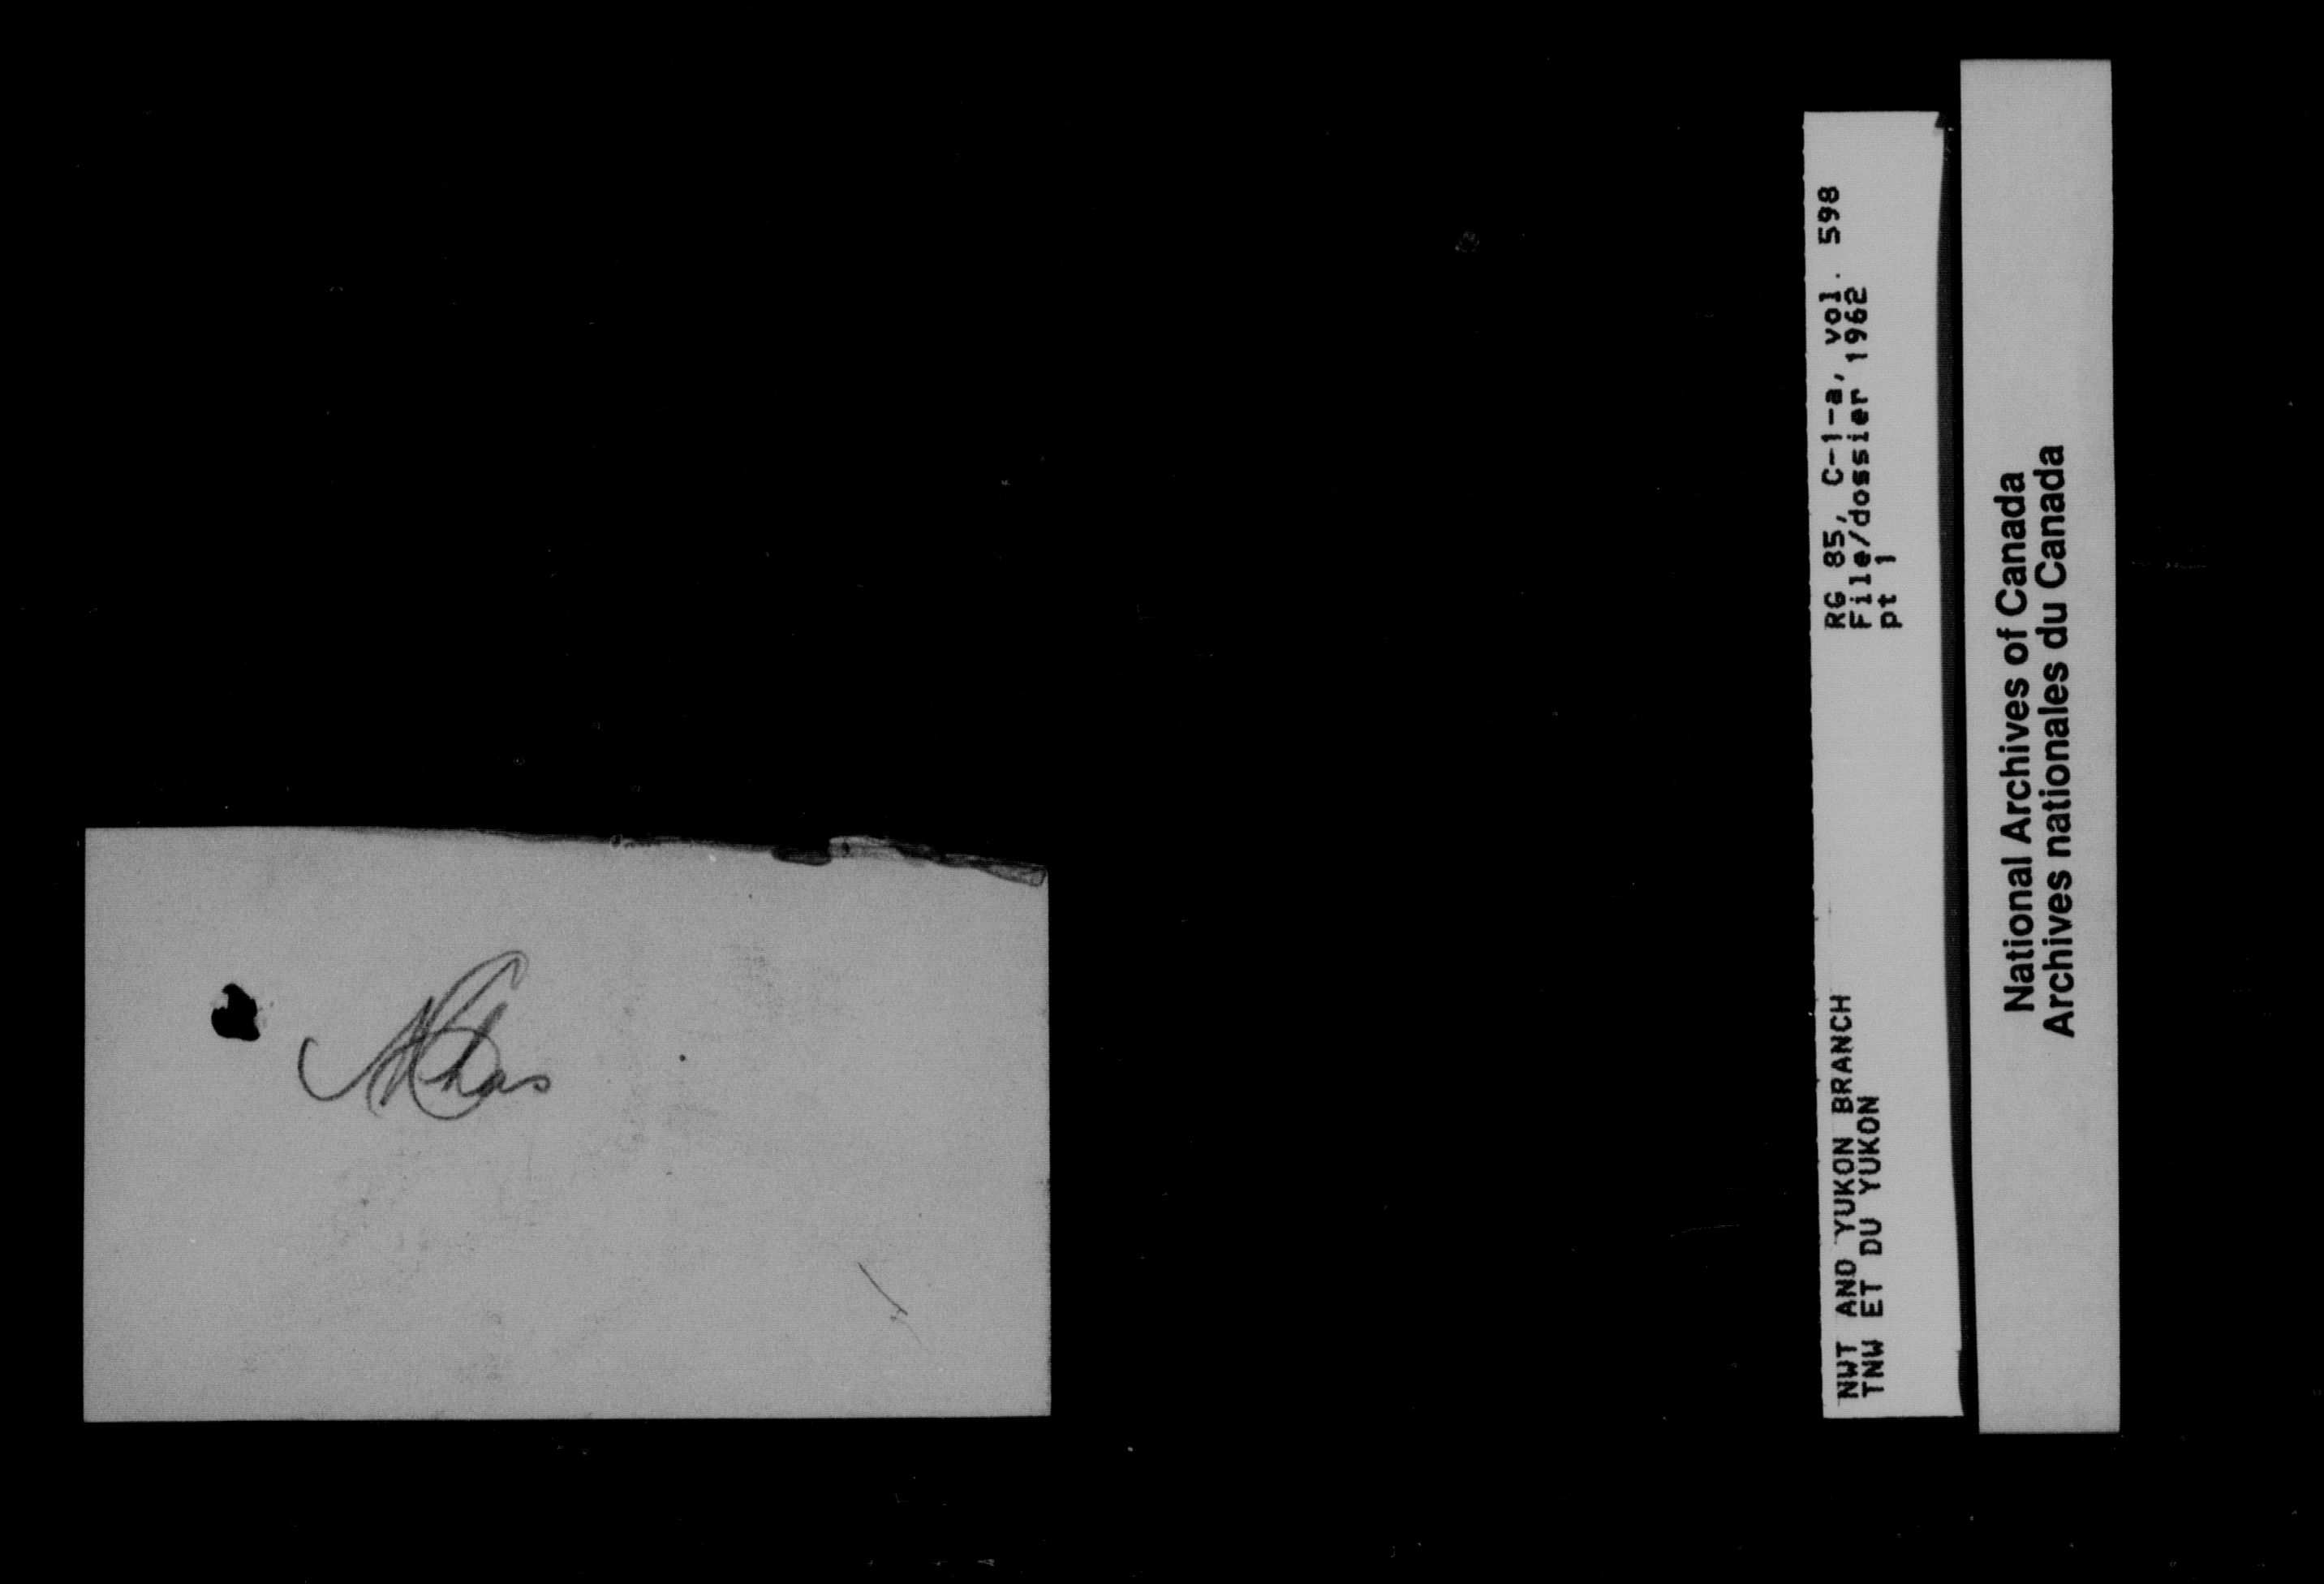 NWT AND YUKON BRANCH RG 85, C-1-a, vol. 598
TNW ET DU YUKON File/dossier 1962
pt 1
National Archives of Canada
Archives nationales du Canada